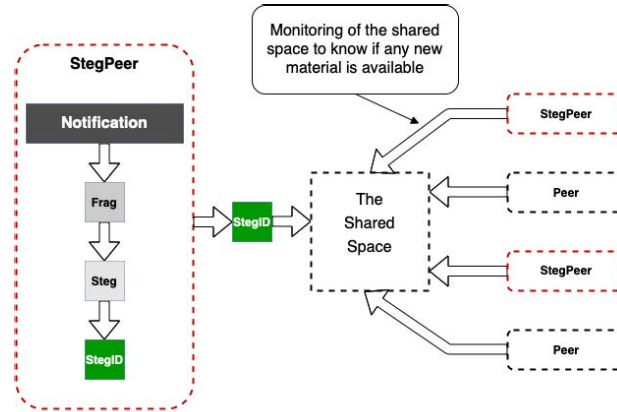 Monitoring of the shared
space to know if any new
material is available
StegPeer
Notification
Frag
Steg
StegID
StegID
The
Shared
Space
StegPeer
Peer
StegPeer
Peer